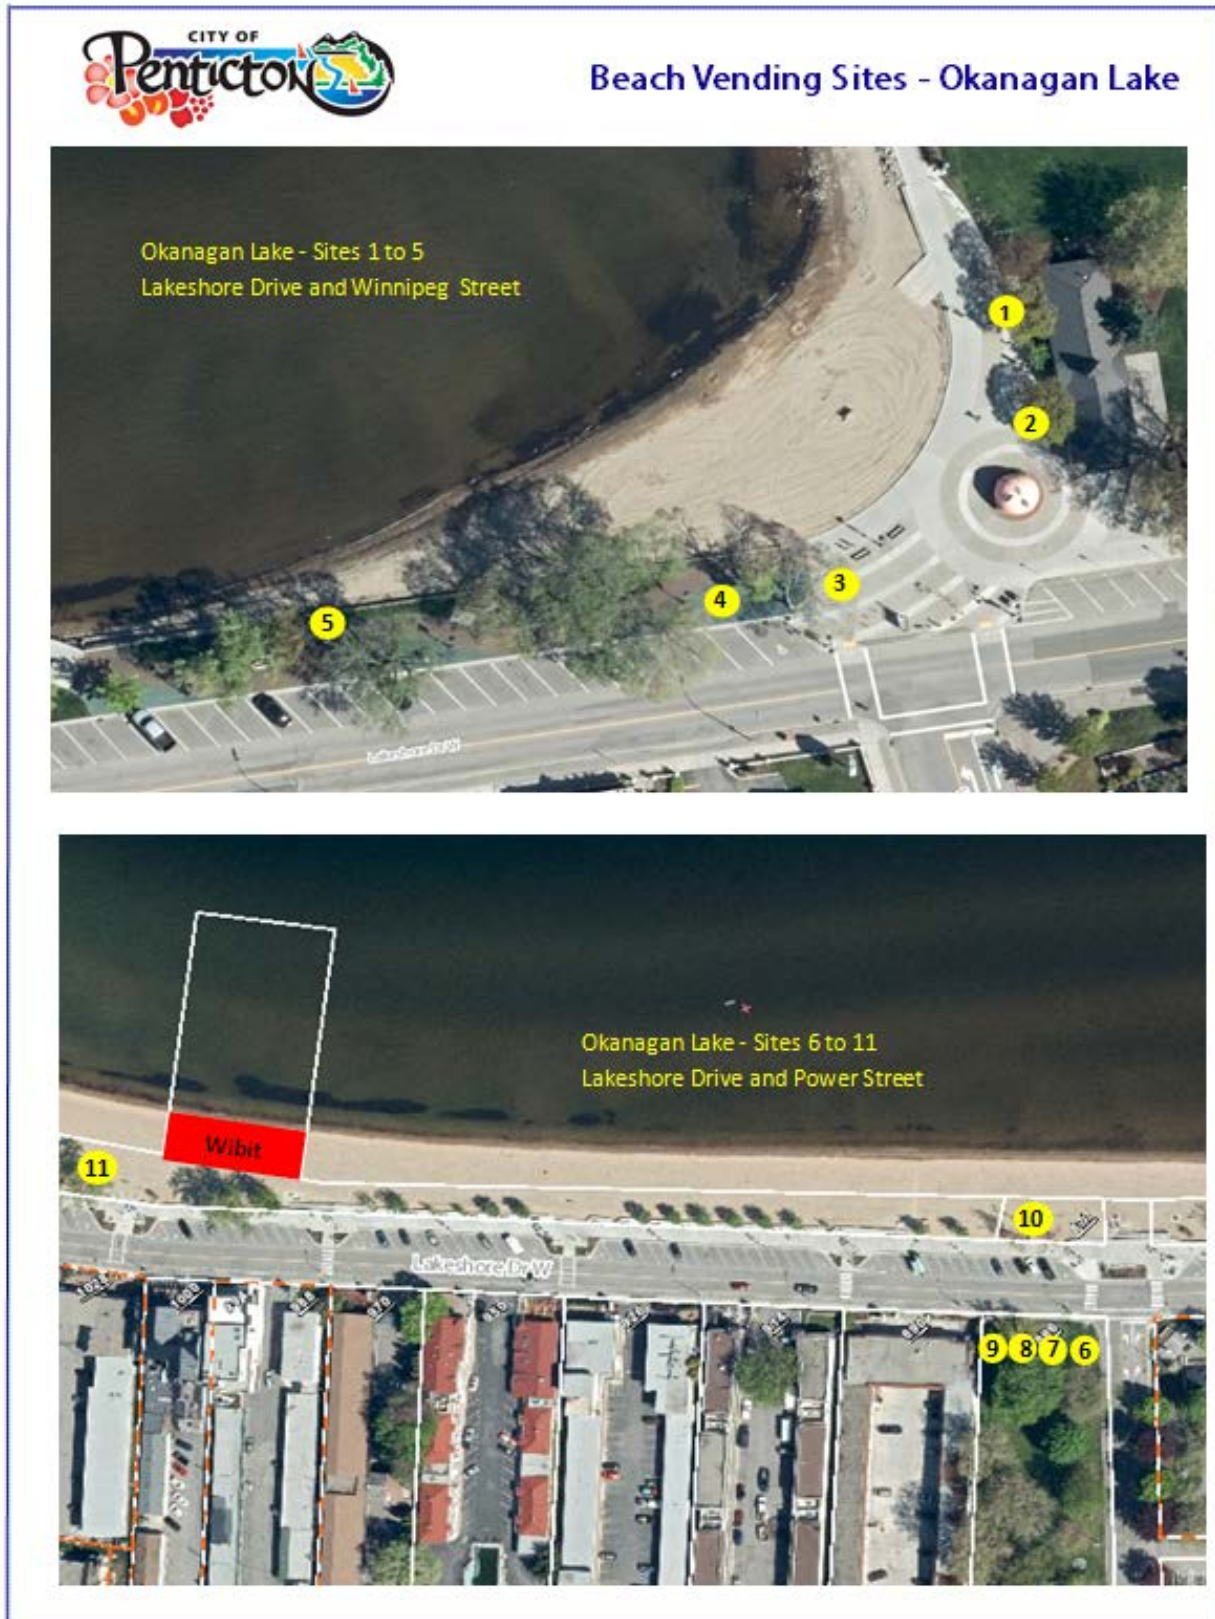 CITY OF
Penticton
Beach Vending Sites - Okanagan Lake
Okanagan Lake - Sites 1 to 5
Lakeshore Drive and Winnipeg Street
1
2
3
4
5
Lakeshore Dr W
Okanagan Lake - Sites 6 to 11
Lakeshore Drive and Power Street
Wibit
11
10
Lakeshore Dr W
9 8 7 6